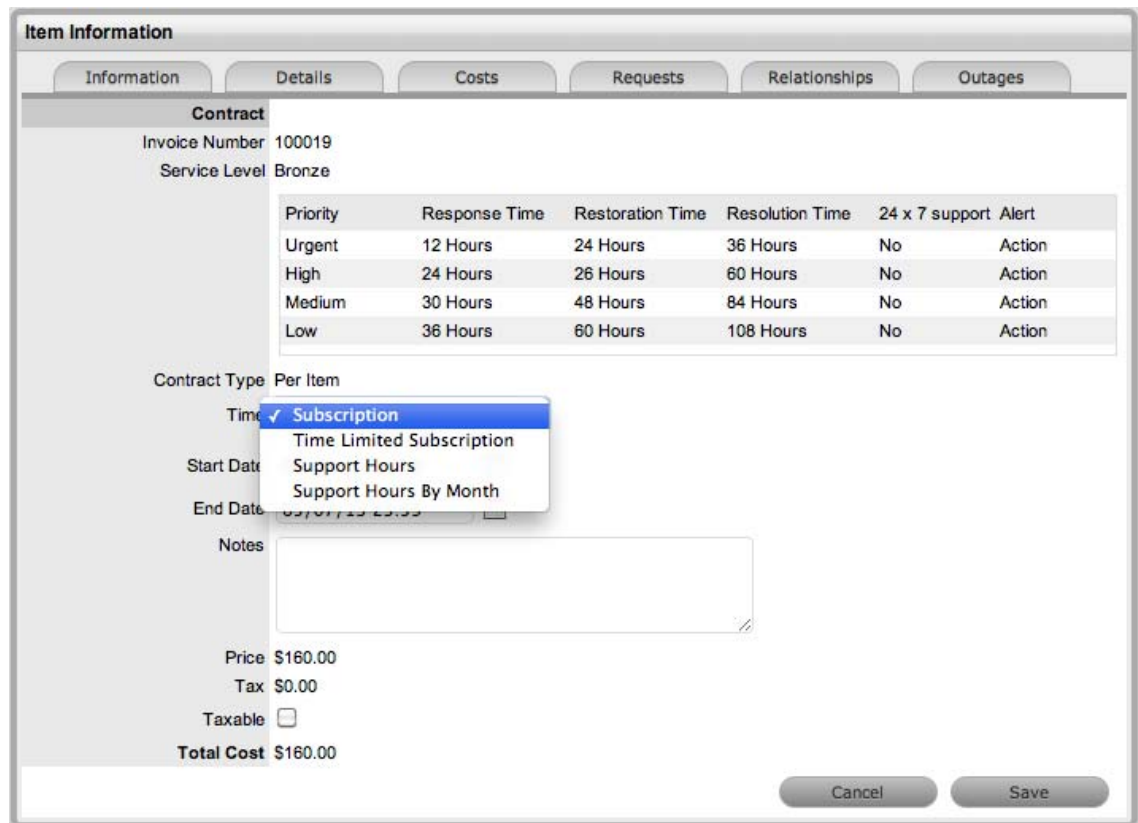 Item Information
Information Details Costs Requests Relationships Outages
Contract
Invoice Number 100019
Service Level Bronze
Priority Response Time Restoration Time Resolution Time 24 x 7 support Alert
Urgent 12 Hours 24 Hours 36 Hours No Action
High 24 Hours 26 Hours 60 Hours No Action
Medium 30 Hours 48 Hours 84 Hours No Action
Low 36 Hours 60 Hours 108 Hours No Action
Contract Type Per Item
Time ✓ Subscription
Time Limited Subscription
Start Date Support Hours
Support Hours By Month
End Date
Notes
Price $160.00
Tax $0.00
Taxable
Total Cost $160.00
Cancel Save